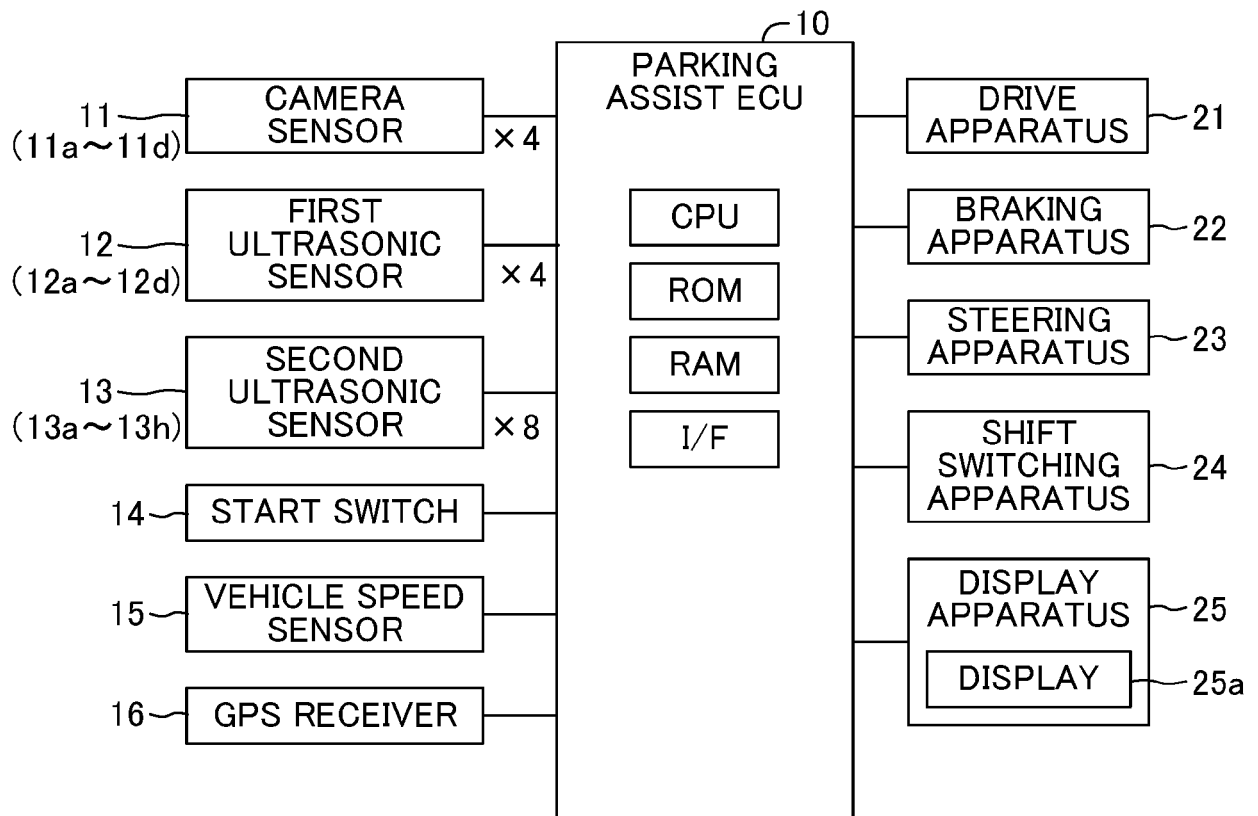 10
PARKING
ASSIST ECU
CPU
ROM
RAM
I/F
11
(11a～11d)
CAMERA
SENSOR
×4
12
(12a～12d)
FIRST
ULTRASONIC
SENSOR
×4
13
(13a～13h)
SECOND
ULTRASONIC
SENSOR
×8
14
START SWITCH
15
VEHICLE SPEED
SENSOR
16
GPS RECEIVER
DRIVE
APPARATUS
21
BRAKING
APPARATUS
22
STEERING
APPARATUS
23
SHIFT
SWITCHING
APPARATUS
24
DISPLAY
APPARATUS
25
DISPLAY
25a